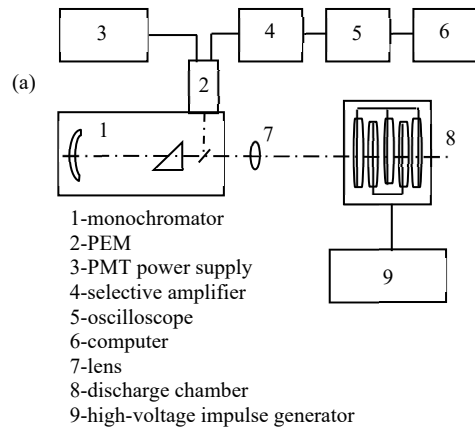 3
4
5
6
(a)
2
1
7
8
1-monochromator
2-PEM
3-PMT power supply
4-selective amplifier
5-oscilloscope
6-computer
7-lens
8-discharge chamber
9-high-voltage impulse generator
9